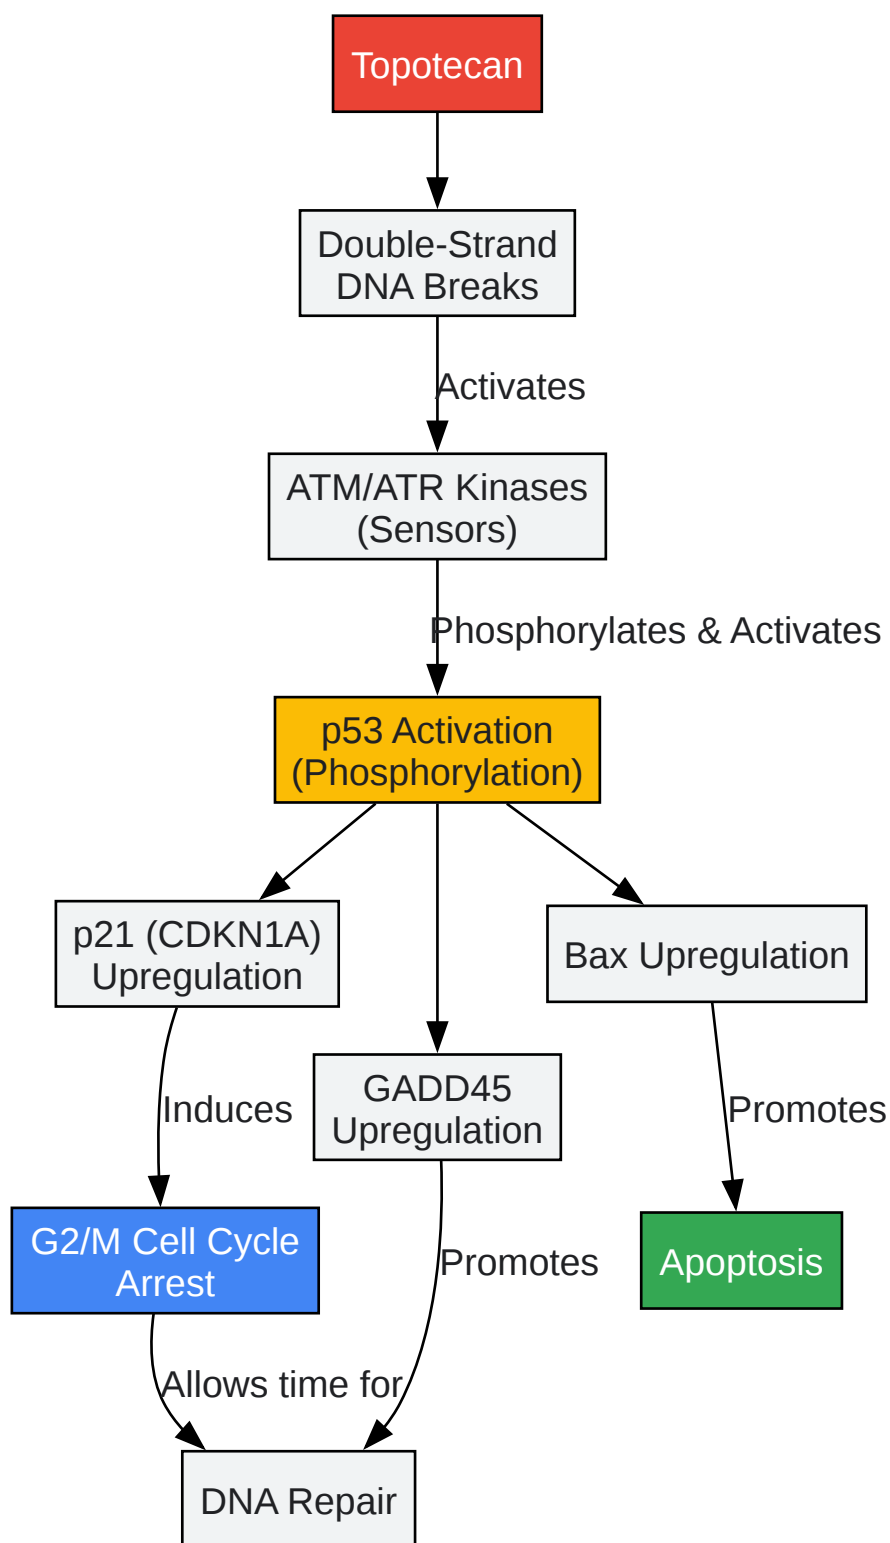 Topotecan
Double-Strand
DNA Breaks
Activates
ATM/ATR Kinases
(Sensors)
Phosphorylates & Activates
p53 Activation
(Phosphorylation)
p21 (CDKN1A)
Upregulation
Bax Upregulation
GADD45
Upregulation
Induces
Promotes
G2/M Cell Cycle
Arrest
Promotes
Apoptosis
Allows time for
DNA Repair